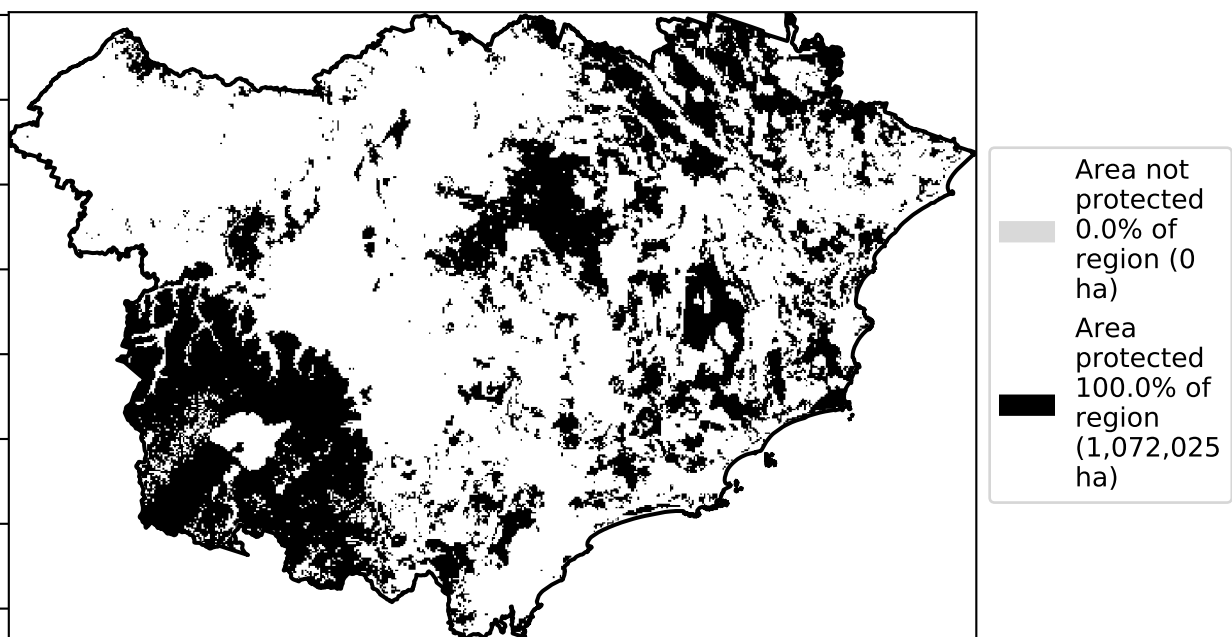 Area not
protected
0.0% of
region (0
ha)
Area
protected
100.0% of
region
(1,072,025
ha)